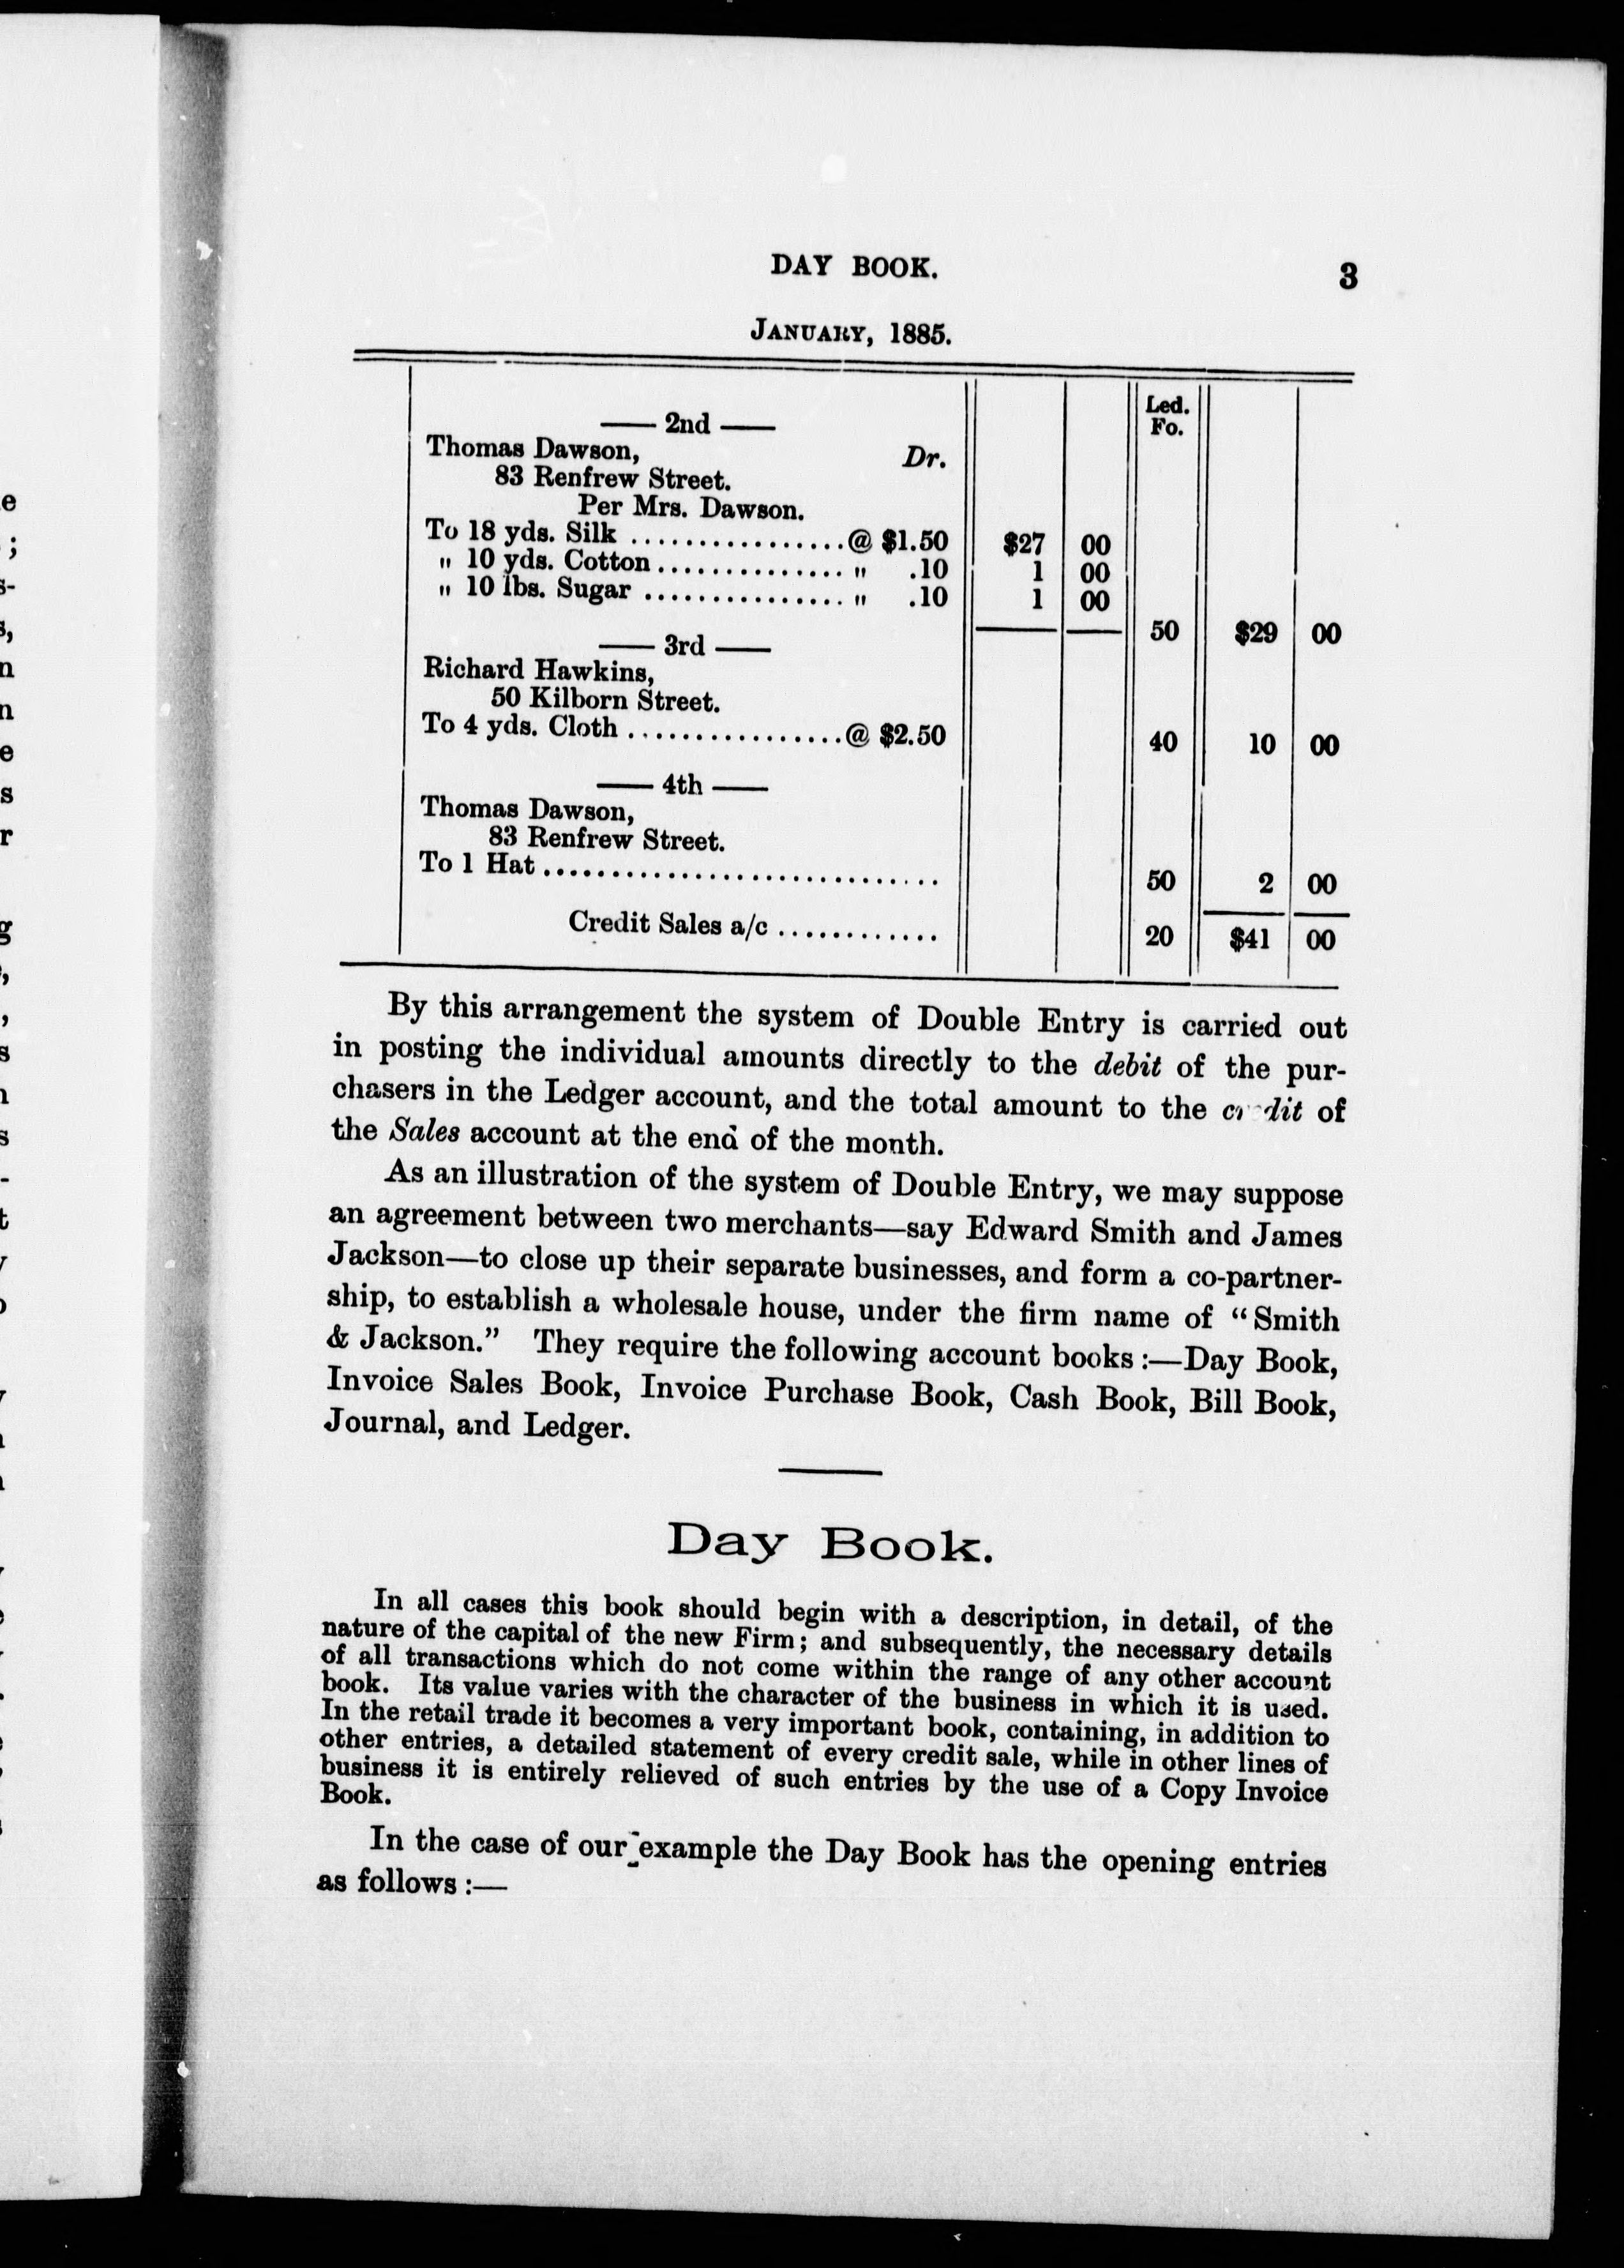 DAY BOOK. 3
JANUARY, 1885.
Led.
Fo.
—— 2nd ——
Thomas Dawson, Dr.
83 Renfrew Street.
Per Mrs. Dawson.
To 18 yds. Silk ................@ $1.50 $27 00
" 10 yds. Cotton.............. " .10 1 00
" 10 lbs. Sugar ............... " .10 1 00
50 $29 00
—— 3rd ——
Richard Hawkins,
50 Kilborn Street.
To 4 yds. Cloth ................@ $2.50 40 10 00
—— 4th ——
Thomas Dawson,
83 Renfrew Street.
To 1 Hat.............................. 50 2 00
Credit Sales a/c ............ 20 $41 00
By this arrangement the system of Double Entry is carried out
in posting the individual amounts directly to the debit of the pur-
chasers in the Ledger account, and the total amount to the credit of
the Sales account at the end of the month.
As an illustration of the system of Double Entry, we may suppose
an agreement between two merchants—say Edward Smith and James
Jackson—to close up their separate businesses, and form a co-partner-
ship, to establish a wholesale house, under the firm name of "Smith
& Jackson." They require the following account books:—Day Book,
Invoice Sales Book, Invoice Purchase Book, Cash Book, Bill Book,
Journal, and Ledger.
Day Book.
In all cases this book should begin with a description, in detail, of the
nature of the capital of the new Firm; and subsequently, the necessary details
of all transactions which do not come within the range of any other account
book. Its value varies with the character of the business in which it is used.
In the retail trade it becomes a very important book, containing, in addition to
other entries, a detailed statement of every credit sale, while in other lines of
business it is entirely relieved of such entries by the use of a Copy Invoice
Book.
In the case of our example the Day Book has the opening entries
as follows:—